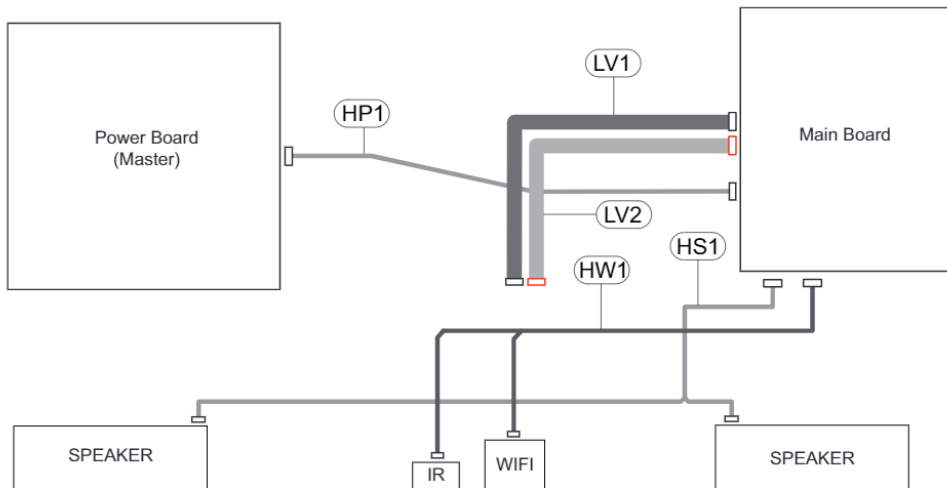 LV1
HP1
Power Board
(Master)
Main Board
LV2
HS1
HW1
SPEAKER
IR
WIFI
SPEAKER